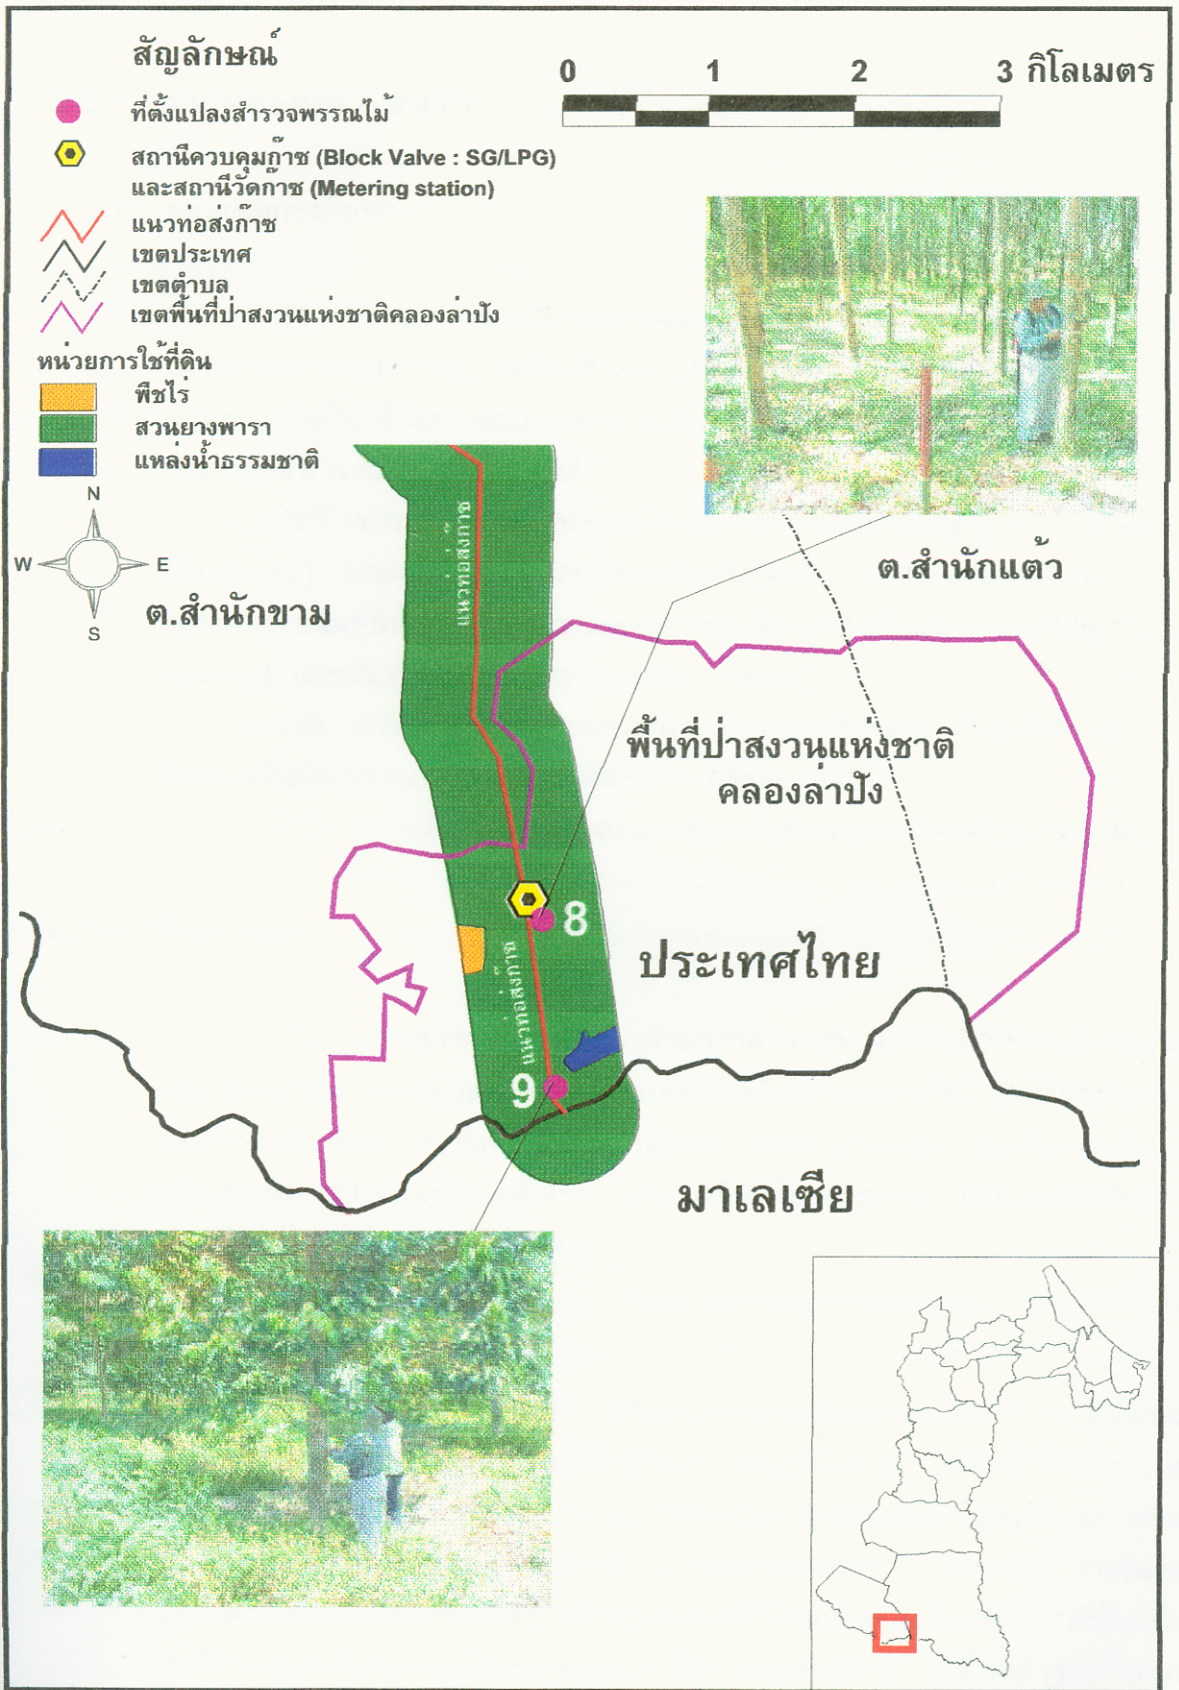 สัญลักษณ์
0 1 2 3 กิโลเมตร
ที่ตั้งแปลงสำรวจพรรณไม้
สถานีควบคุมก๊าซ (Block Valve : SG/LPG)
และสถานีวัดก๊าซ (Metering station)
แนวท่อส่งก๊าซ
เขตประเทศ
เขตตำบล
เขตพื้นที่ป่าสงวนแห่งชาติคลองล่าปัง
หน่วยการใช้ที่ดิน
พืชไร่
สวนยางพารา
แหล่งน้ำธรรมชาติ
N
W E
S
แนวท่อส่งก๊าซ
ต.สำนักแต้ว
ต.สำนักขาม
พื้นที่ป่าสงวนแห่งชาติ
คลองล่าปัง
8
ประเทศไทย
แนวท่อส่งก๊าซ
9
มาเลเซีย